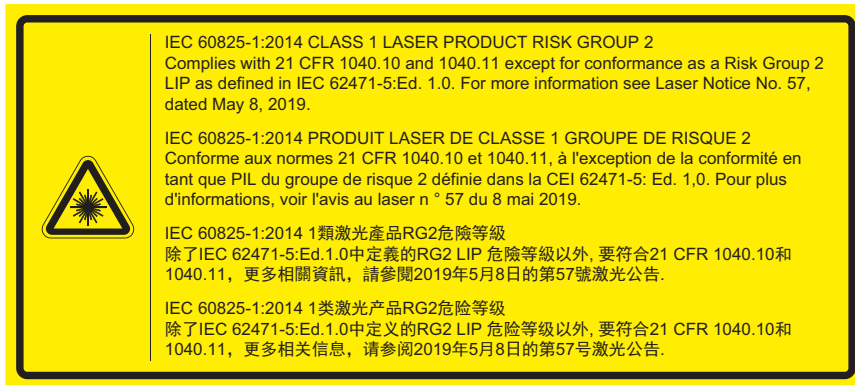 IEC 60825-1:2014 CLASS 1 LASER PRODUCT RISK GROUP 2
Complies with 21 CFR 1040.10 and 1040.11 except for conformance as a Risk Group 2
LIP as defined in IEC 62471-5:Ed. 1.0. For more information see Laser Notice No. 57,
dated May 8, 2019.
IEC 60825-1:2014 PRODUIT LASER DE CLASSE 1 GROUPE DE RISQUE 2
Conforme aux normes 21 CFR 1040.10 et 1040.11, à l'exception de la conformité en
tant que PIL du groupe de risque 2 définie dans la CEI 62471-5: Ed. 1,0. Pour plus
d'informations, voir l'avis au laser n ° 57 du 8 mai 2019.
IEC 60825-1:2014 1類激光產品RG2危險等級
除了IEC 62471-5:Ed.1.0中定義的RG2 LIP 危險等級以外, 要符合21 CFR 1040.10和
1040.11，更多相關資訊，請參閱2019年5月8日的第57號激光公告.
IEC 60825-1:2014 1类激光产品RG2危险等级
除了IEC 62471-5:Ed.1.0中定义的RG2 LIP 危险等级以外, 要符合21 CFR 1040.10和
1040.11，更多相关信息，请参阅2019年5月8日的第57号激光公告.